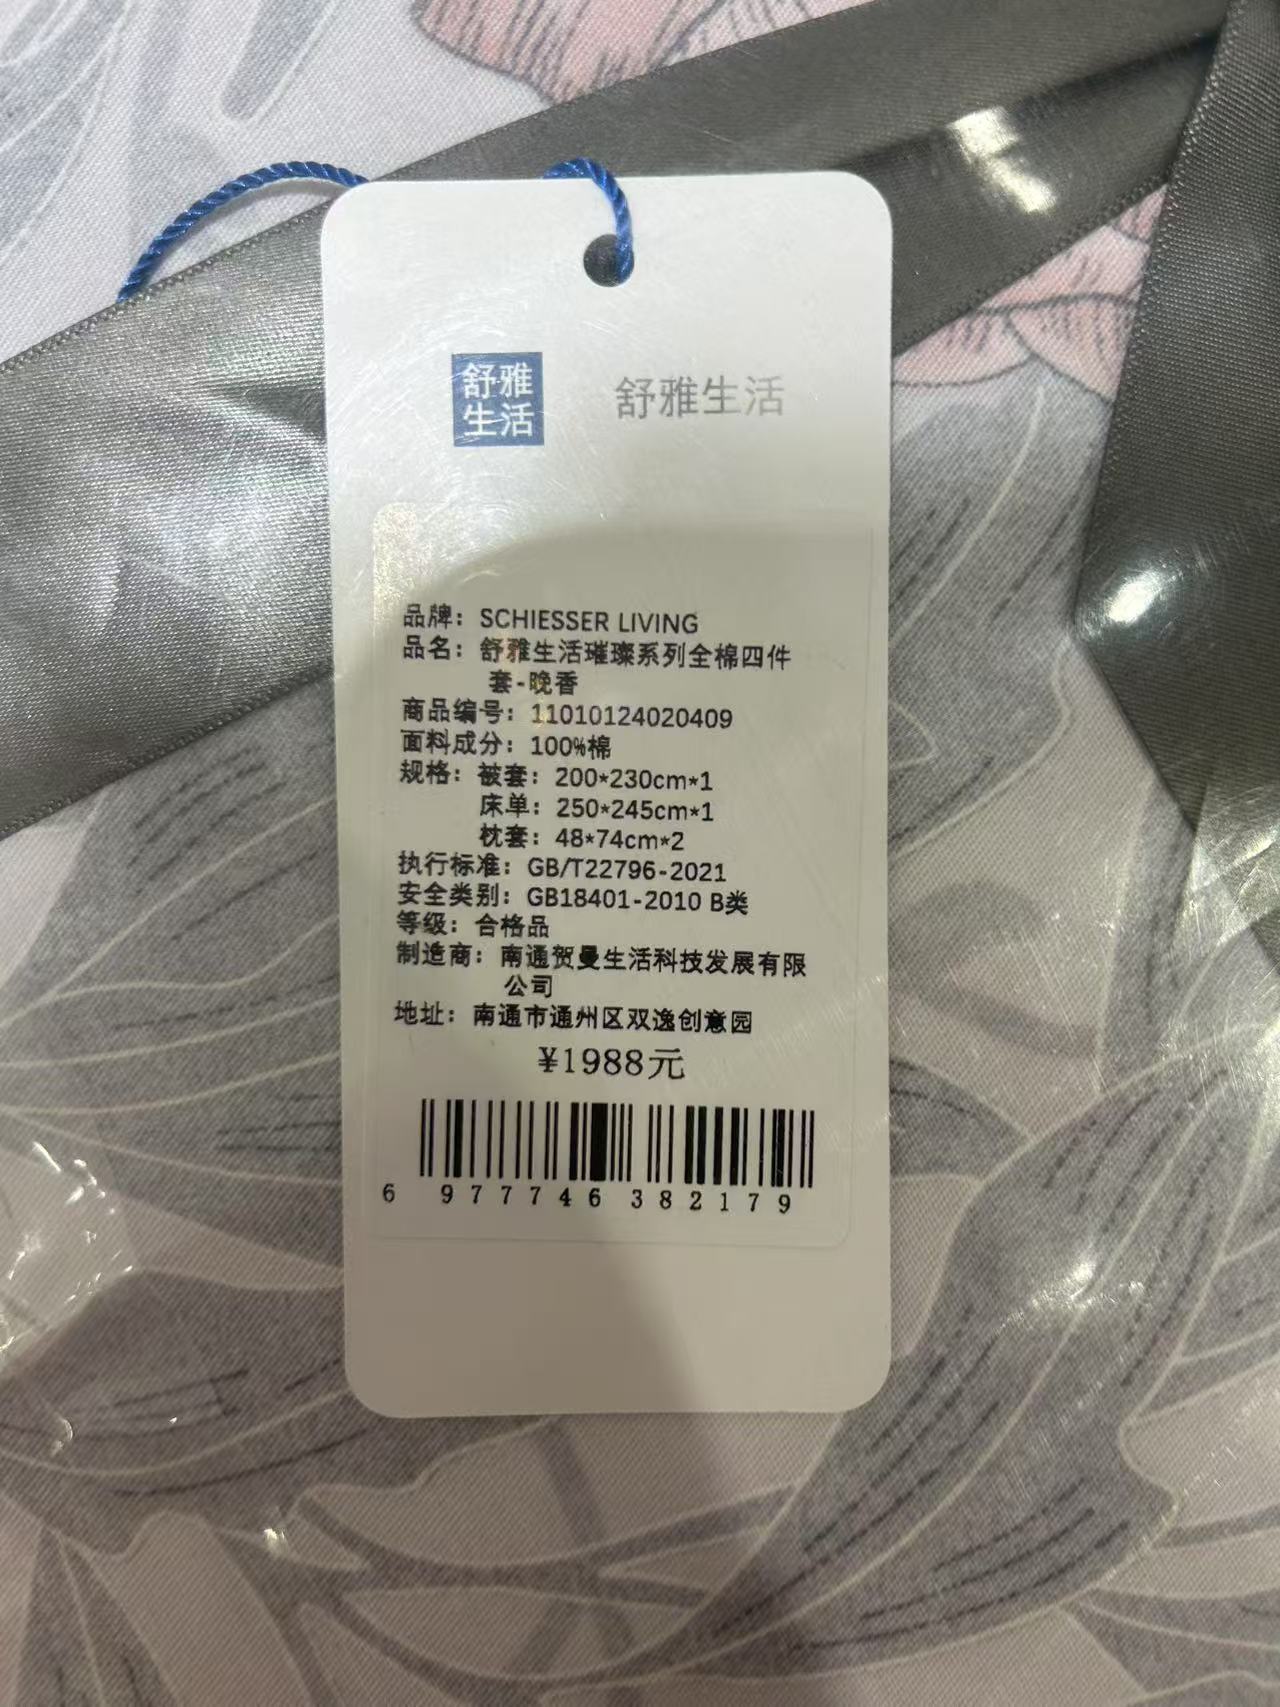 舒雅
生活
舒雅生活
品牌：SCHIESSER LIVING
品名：舒雅生活璀璨系列全棉四件
套-晚香
商品编号：11010124020409
面料成分：100%棉
规格：被套：200*230cm*1
床单：250*245cm*1
枕套：48*74cm*2
执行标准：GB/T22796-2021
安全类别：GB18401-2010 B类
等级：合格品
制造商：南通贺曼生活科技发展有限
公司
地址：南通市通州区双逸创意园
¥1988元
6 977746 382179